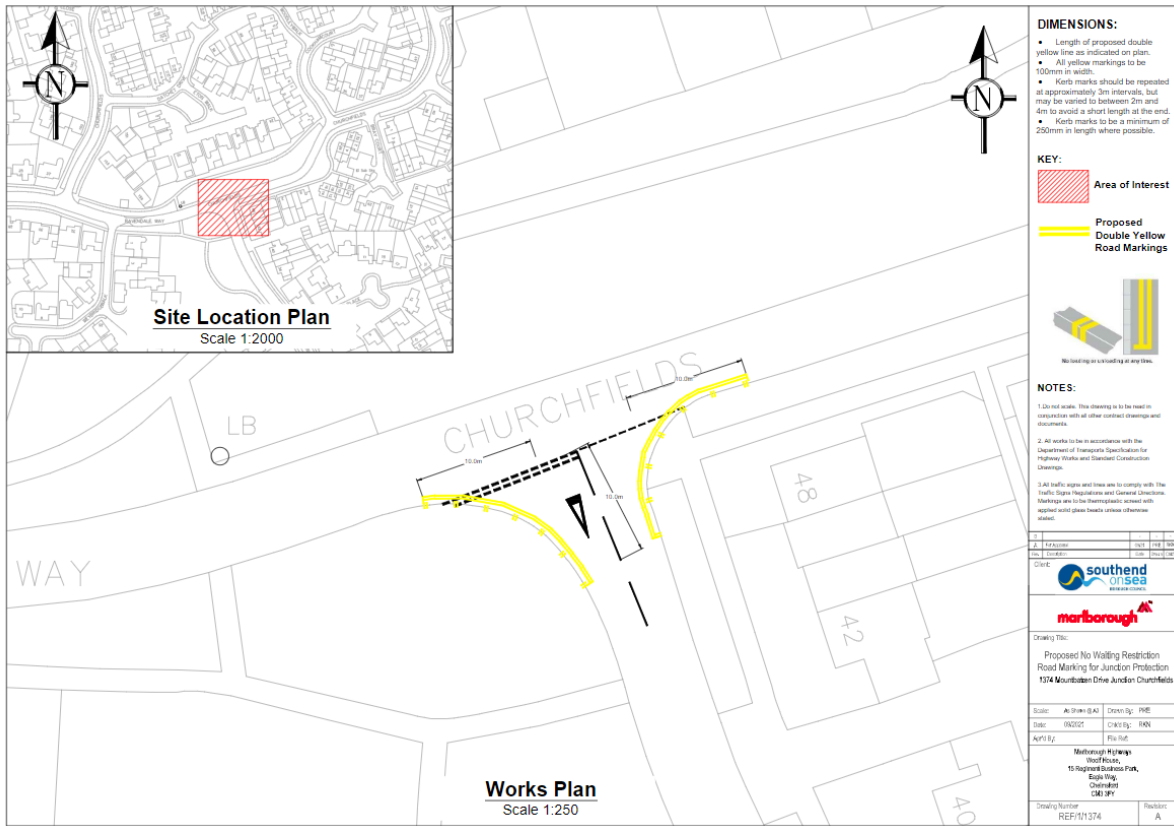 N
CHURCHFIELDS
RAVENDALE WAY
Site Location Plan
Scale 1:2000
N
LB
CHURCHFIELDS
10.0m
10.0m
10.0m
WAY
48
42
40
Works Plan
Scale 1:250
DIMENSIONS:
• Length of proposed double
yellow line as indicated on plan.
• All yellow markings to be
100mm in width.
• Kerb marks should be repeated
at approximately 3m intervals, but
may be varied to between 2m and
4m to avoid a short length at the end.
• Kerb marks to be a minimum of
250mm in length where possible.
KEY:
Area of Interest
Proposed
Double Yellow
Road Markings
No loading or unloading at any time.
NOTES:
1.Do not scale. This drawing is to be read in
conjunction with all other contract drawings and
documents.
2. All works to be in accordance with the
Department of Transports Specification for
Highway Works and Standard Construction
Drawings.
3.All traffic signs and lines are to comply with The
Traffic Signs Regulations and General Directions.
Markings are to be thermoplastic screed with
applied solid glass beads unless otherwise
stated.
Client:
southend
onsea
BOROUGH COUNCIL
marlborough
Drawing Title:
Proposed No Waiting Restriction
Road Marking for Junction Protection
1374 Mountbatten Drive Junction Churchfields
Scale: As Shown @A3 Drawn By: PRE
Date: 09/2021 Chk'd By: RKN
App'd By: File Ref:
Marlborough Highways
Woolf House,
15 Regiment Business Park,
Eagle Way,
Chelmsford
CM3 3FY
Drawing Number Revision:
REF/1/1374 A